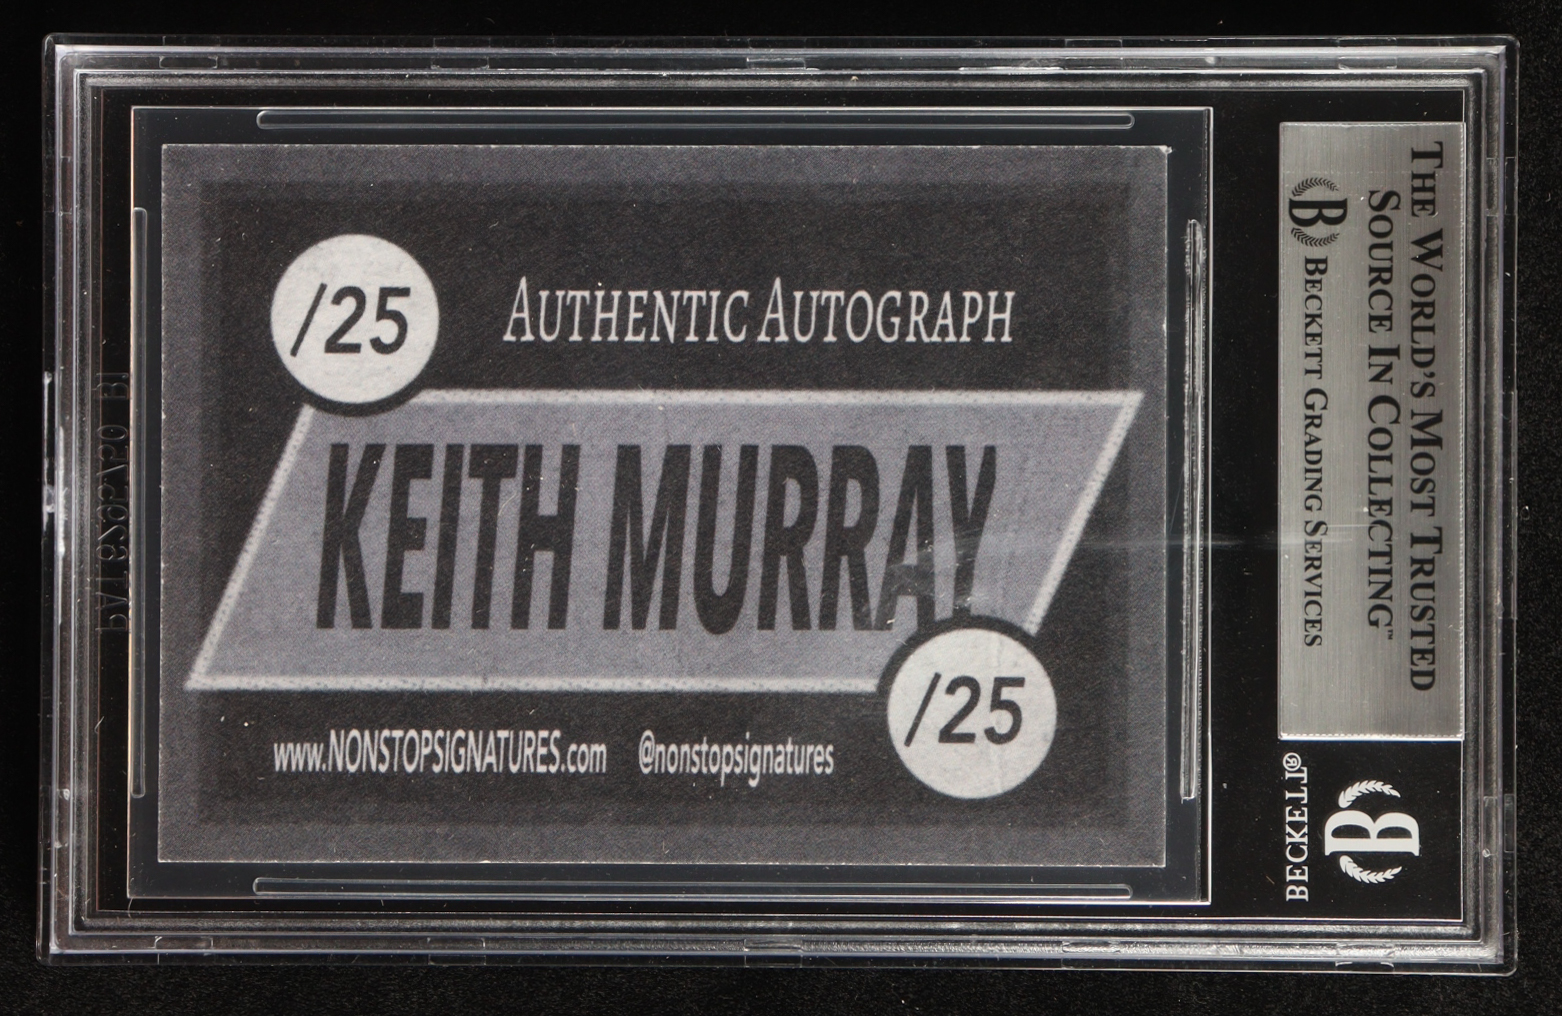 /25
AUTHENTIC AUTOGRAPH
KEITH MURRAY
/25
www.NONSTOPSIGNATURES.com @nonstopsignatures
THE WORLD'S MOST TRUSTED
SOURCE IN COLLECTING™
B BECKETT GRADING SERVICES
BECKETT®
B